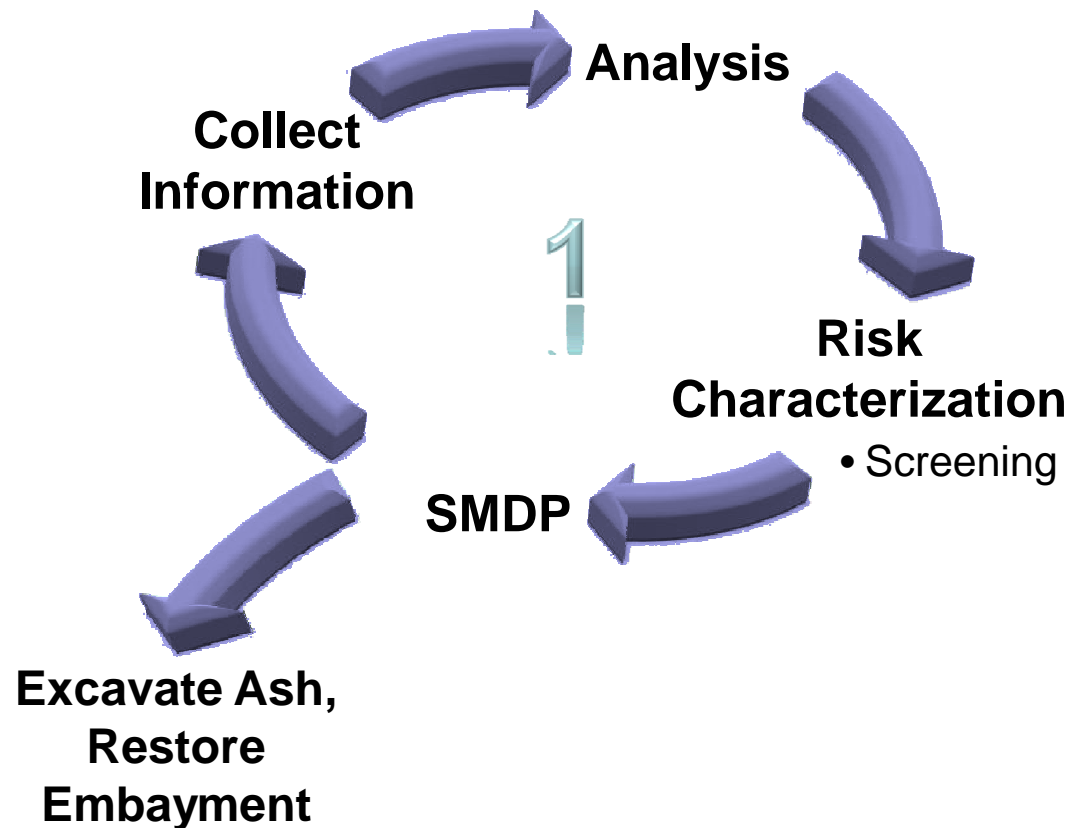 Analysis
Collect
Information
1
Risk
Characterization
• Screening
SMDP
Excavate Ash,
Restore
Embayment